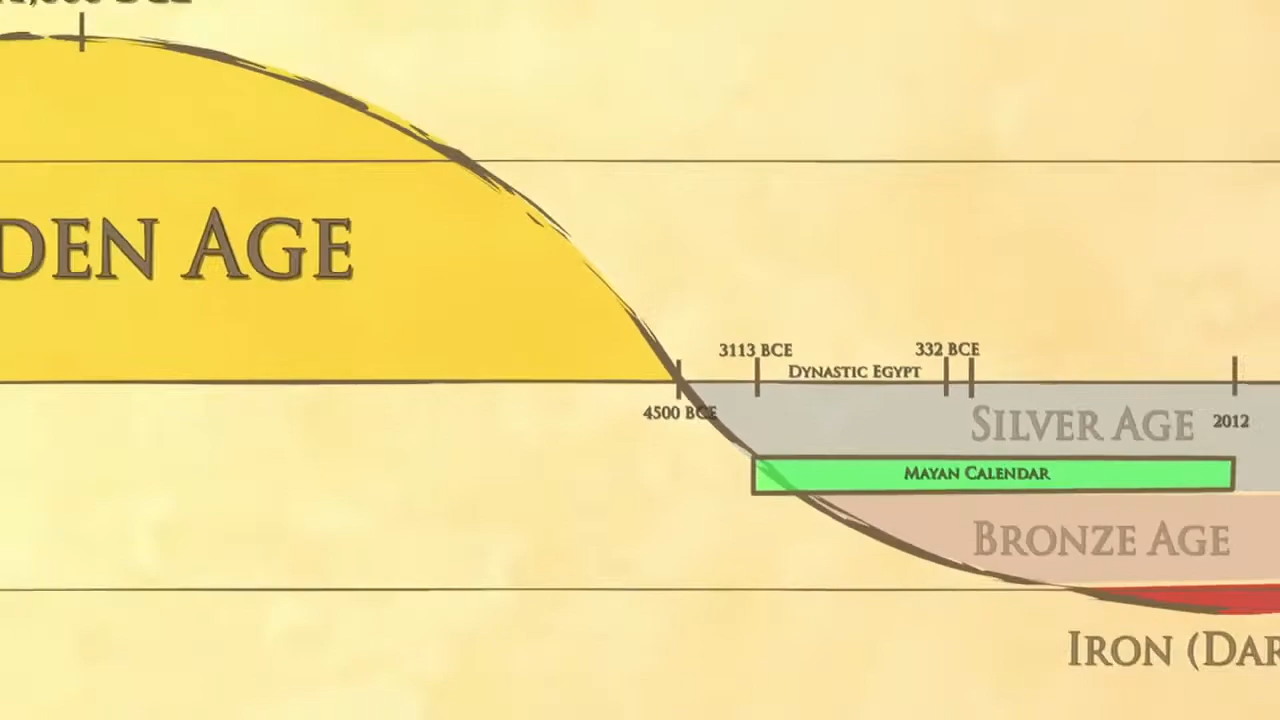 DEN AGE
3113 BCE
332 BCE
DYNASTIC EGYPT
4500 BCE
SILVER AGE
2012
MAYAN CALENDAR
BRONZE AGE
IRON (DAR